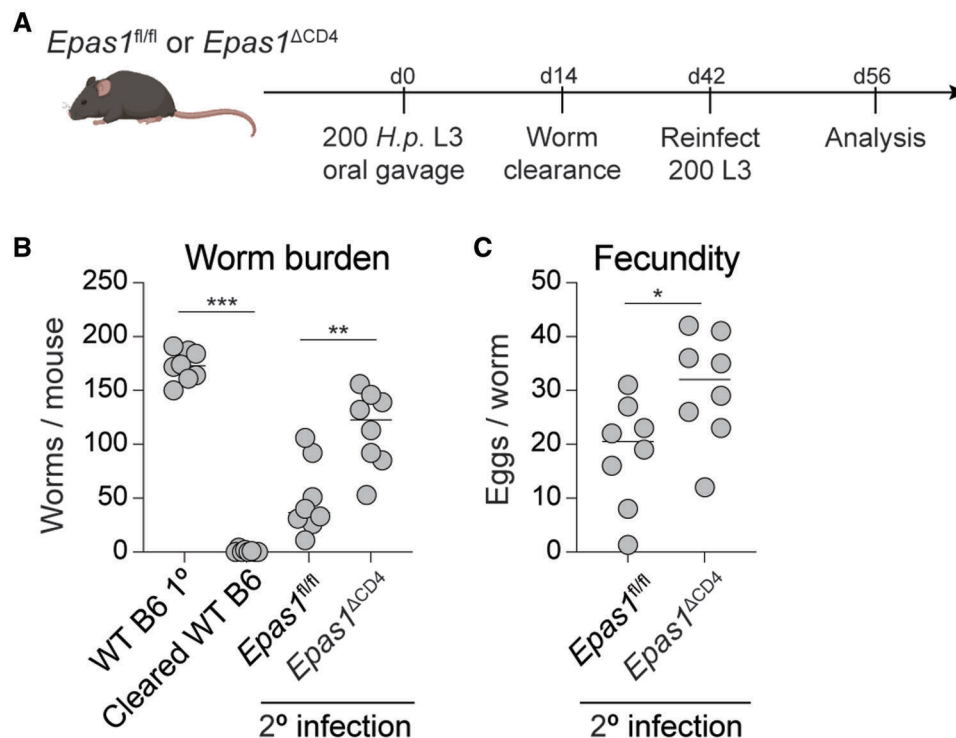 A
Epas1fl/fl or Epas1ΔCD4
d0 d14 d42 d56
200 H.p. L3 oral gavage
Worm clearance
Reinfect 200 L3
Analysis
B
Worm burden
Worms / mouse
250
200
150
100
50
0
***
**
WT B6 1º
Cleared WT B6
Epas1fl/fl
Epas1ΔCD4
2º infection
C
Fecundity
Eggs / worm
50
40
30
20
10
0
*
Epas1fl/fl
Epas1ΔCD4
2º infection